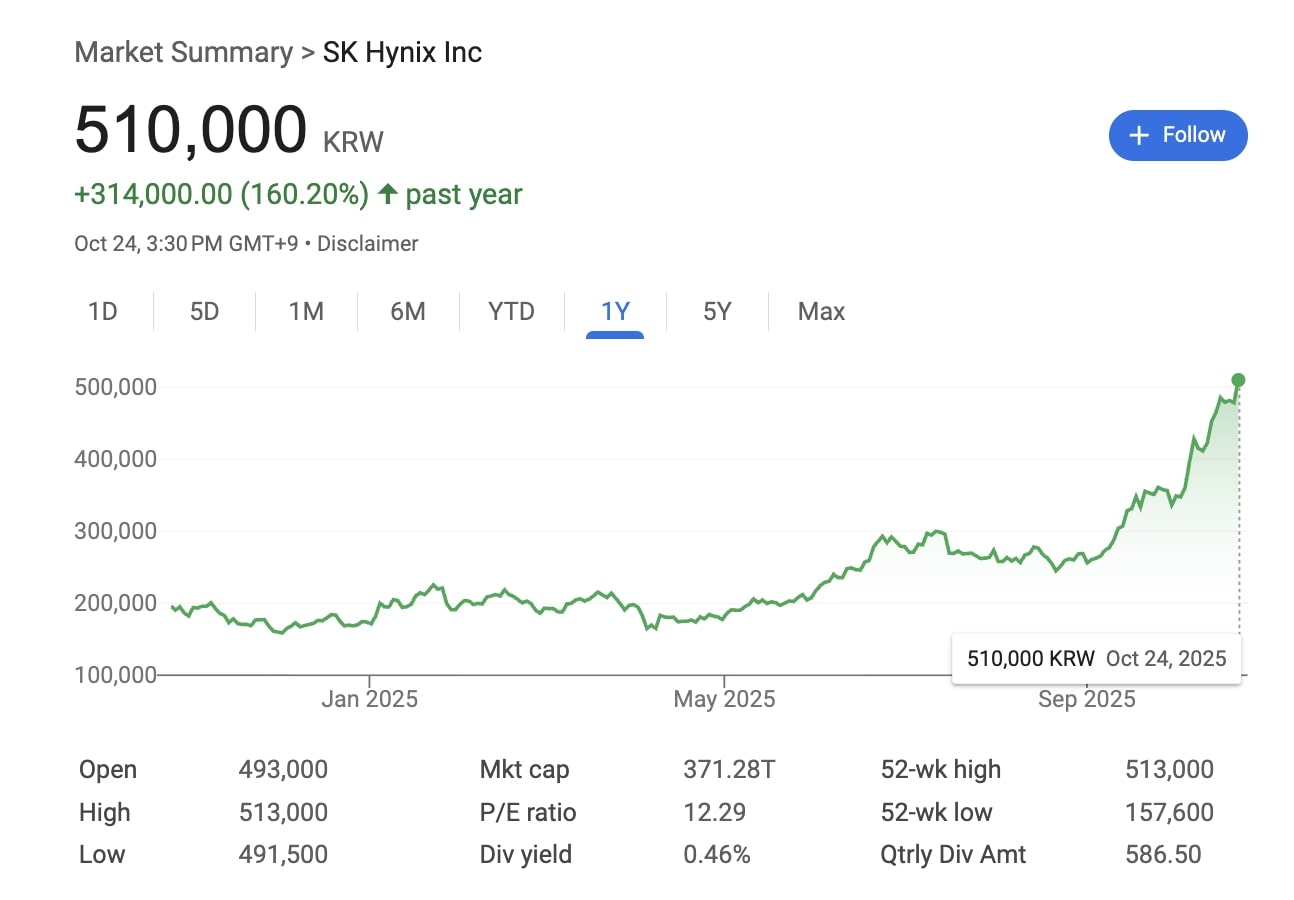 Market Summary > SK Hynix Inc
510,000 KRW
+ Follow
+314,000.00 (160.20%) ↑ past year
Oct 24, 3:30 PM GMT+9 • Disclaimer
1D 5D 1M 6M YTD 1Y 5Y Max
500,000
400,000
300,000
200,000
100,000
510,000 KRW Oct 24, 2025
Jan 2025 May 2025 Sep 2025
Open 493,000 Mkt cap 371.28T 52-wk high 513,000
High 513,000 P/E ratio 12.29 52-wk low 157,600
Low 491,500 Div yield 0.46% Qtrly Div Amt 586.50